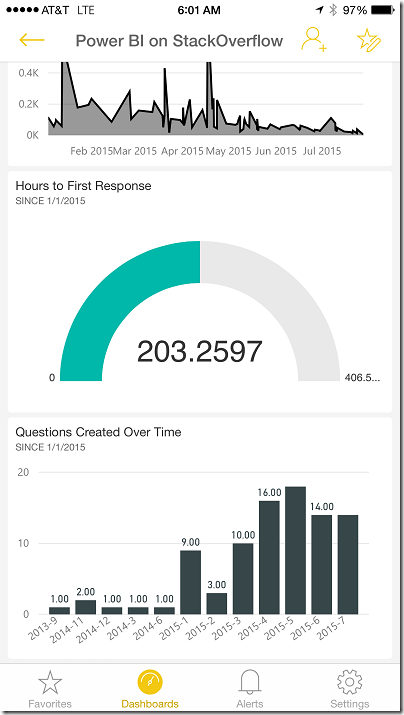 AT&T LTE 6:01 AM 97%
Power BI on StackOverflow
0.4K
0.2K
0K
Feb 2015 Mar 2015 Apr 2015 May 2015 Jun 2015 Jul 2015
Hours to First Response
SINCE 1/1/2015
203.2597
0
406.5...
Questions Created Over Time
SINCE 1/1/2015
20
10
0
1.00 2.00 1.00 1.00 1.00 9.00 3.00 10.00 16.00 14.00
2013-9 2014-11 2014-12 2014-3 2014-6 2015-1 2015-2 2015-3 2015-4 2015-5 2015-6 2015-7
Favorites Dashboards Alerts Settings